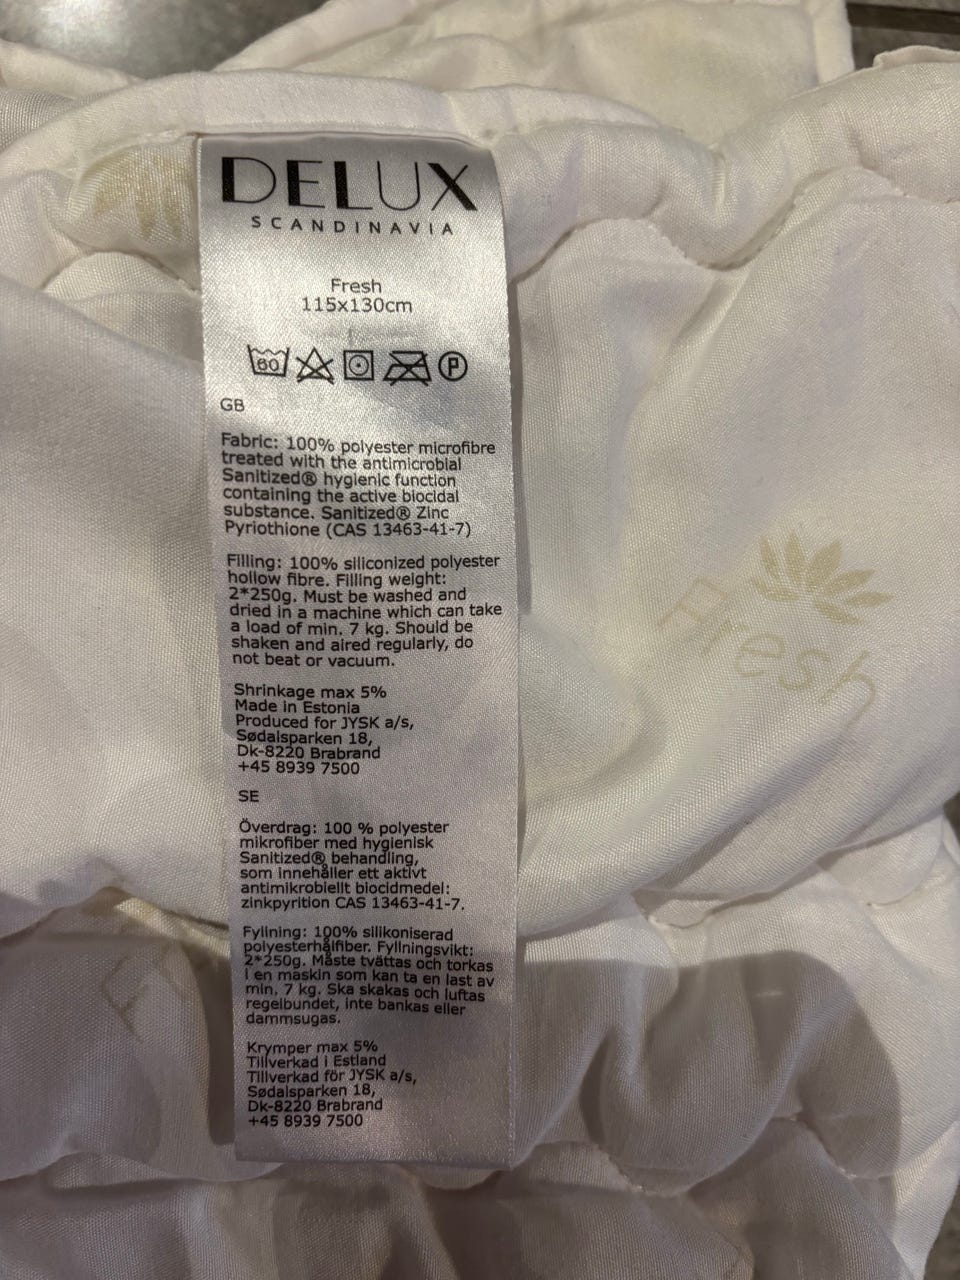 DELUX
SCANDINAVIA
Fresh
115x130cm
60 P
GB
Fabric: 100% polyester microfibre
treated with the antimicrobial
Sanitized® hygienic function
containing the active biocidal
substance. Sanitized® Zinc
Pyriothione (CAS 13463-41-7)
Filling: 100% siliconized polyester
hollow fibre. Filling weight:
2*250g. Must be washed and
dried in a machine which can take
a load of min. 7 kg. Should be
shaken and aired regularly, do
not beat or vacuum.
Shrinkage max 5%
Made in Estonia
Produced for JYSK a/s,
Sødalsparken 18,
Dk-8220 Brabrand
+45 8939 7500
SE
Överdrag: 100 % polyester
mikrofiber med hygienisk
Sanitized® behandling,
som innehåller ett aktivt
antimikrobiellt biocidmedel:
zinkpyrition CAS 13463-41-7.
Fyllning: 100% silikoniserad
polyesterhålfiber. Fyllningsvikt:
2*250g. Måste tvättas och torkas
i en maskin som kan ta en last av
min. 7 kg. Ska skakas och luftas
regelbundet, inte bankas eller
dammsugas.
Krymper max 5%
Tillverkad i Estland
Tillverkad för JYSK a/s,
Sødalsparken 18,
Dk-8220 Brabrand
+45 8939 7500
Fresh